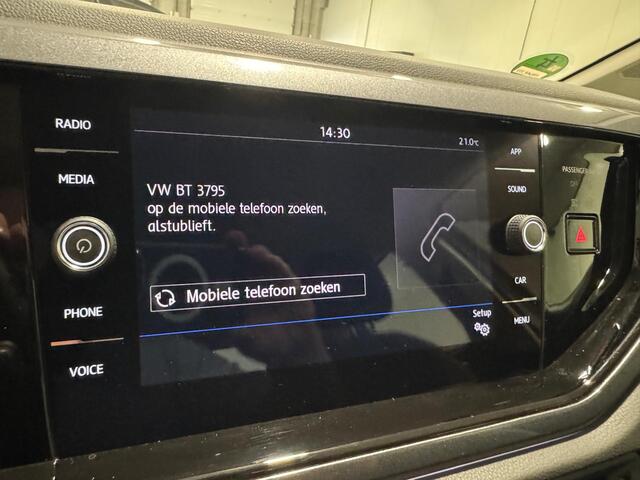 RADIO
MEDIA
PHONE
VOICE
14:30
21.0°C
VW BT 3795
op de mobiele telefoon zoeken,
alstublieft.
Mobiele telefoon zoeken
Setup
APP
SOUND
CAR
MENU
PASSENGER